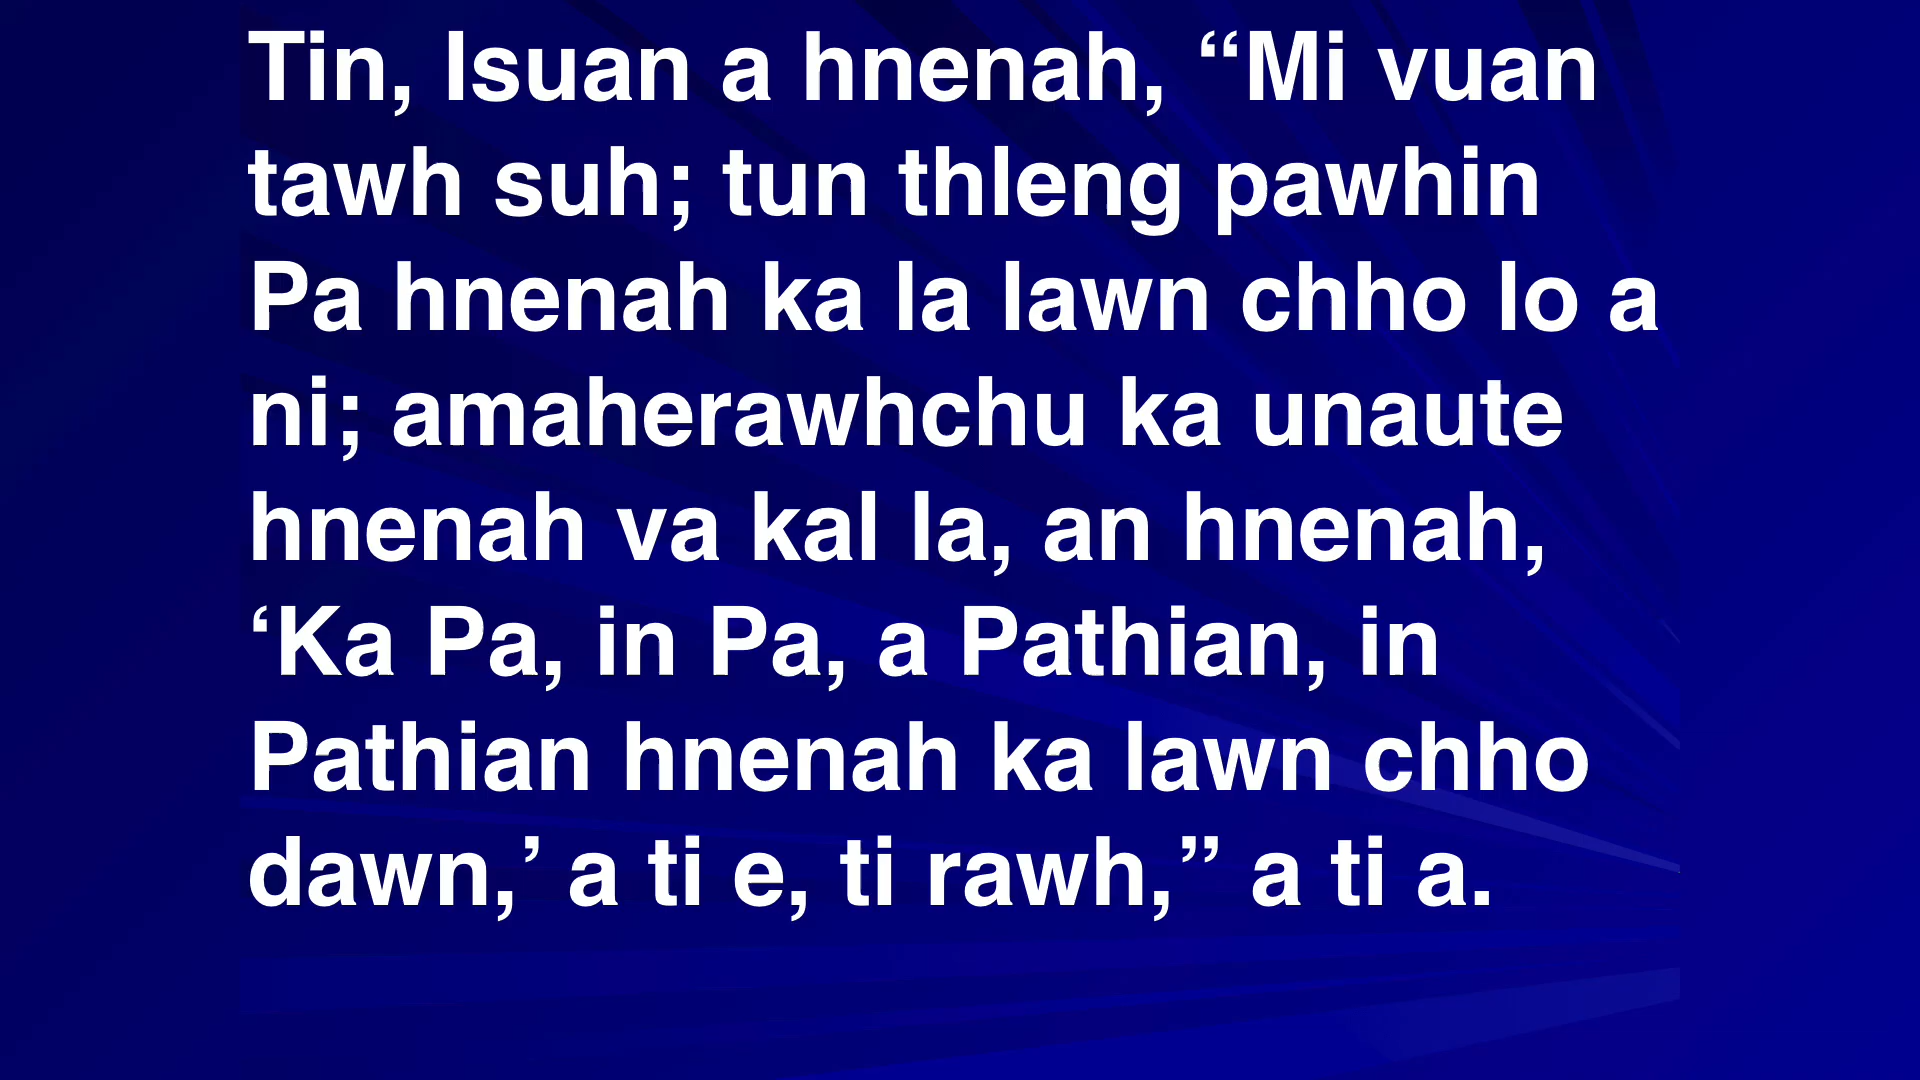 Tin, Isuan a hnenah, “Mi vuan
tawh suh; tun thleng pawhin
Pa hnenah ka la lawn chho lo a
ni; amaherawhchu ka unaute
hnenah va kal la, an hnenah,
‘Ka Pa, in Pa, a Pathian, in
Pathian hnenah ka lawn chho
dawn,’ a ti e, ti rawh,” a ti a.